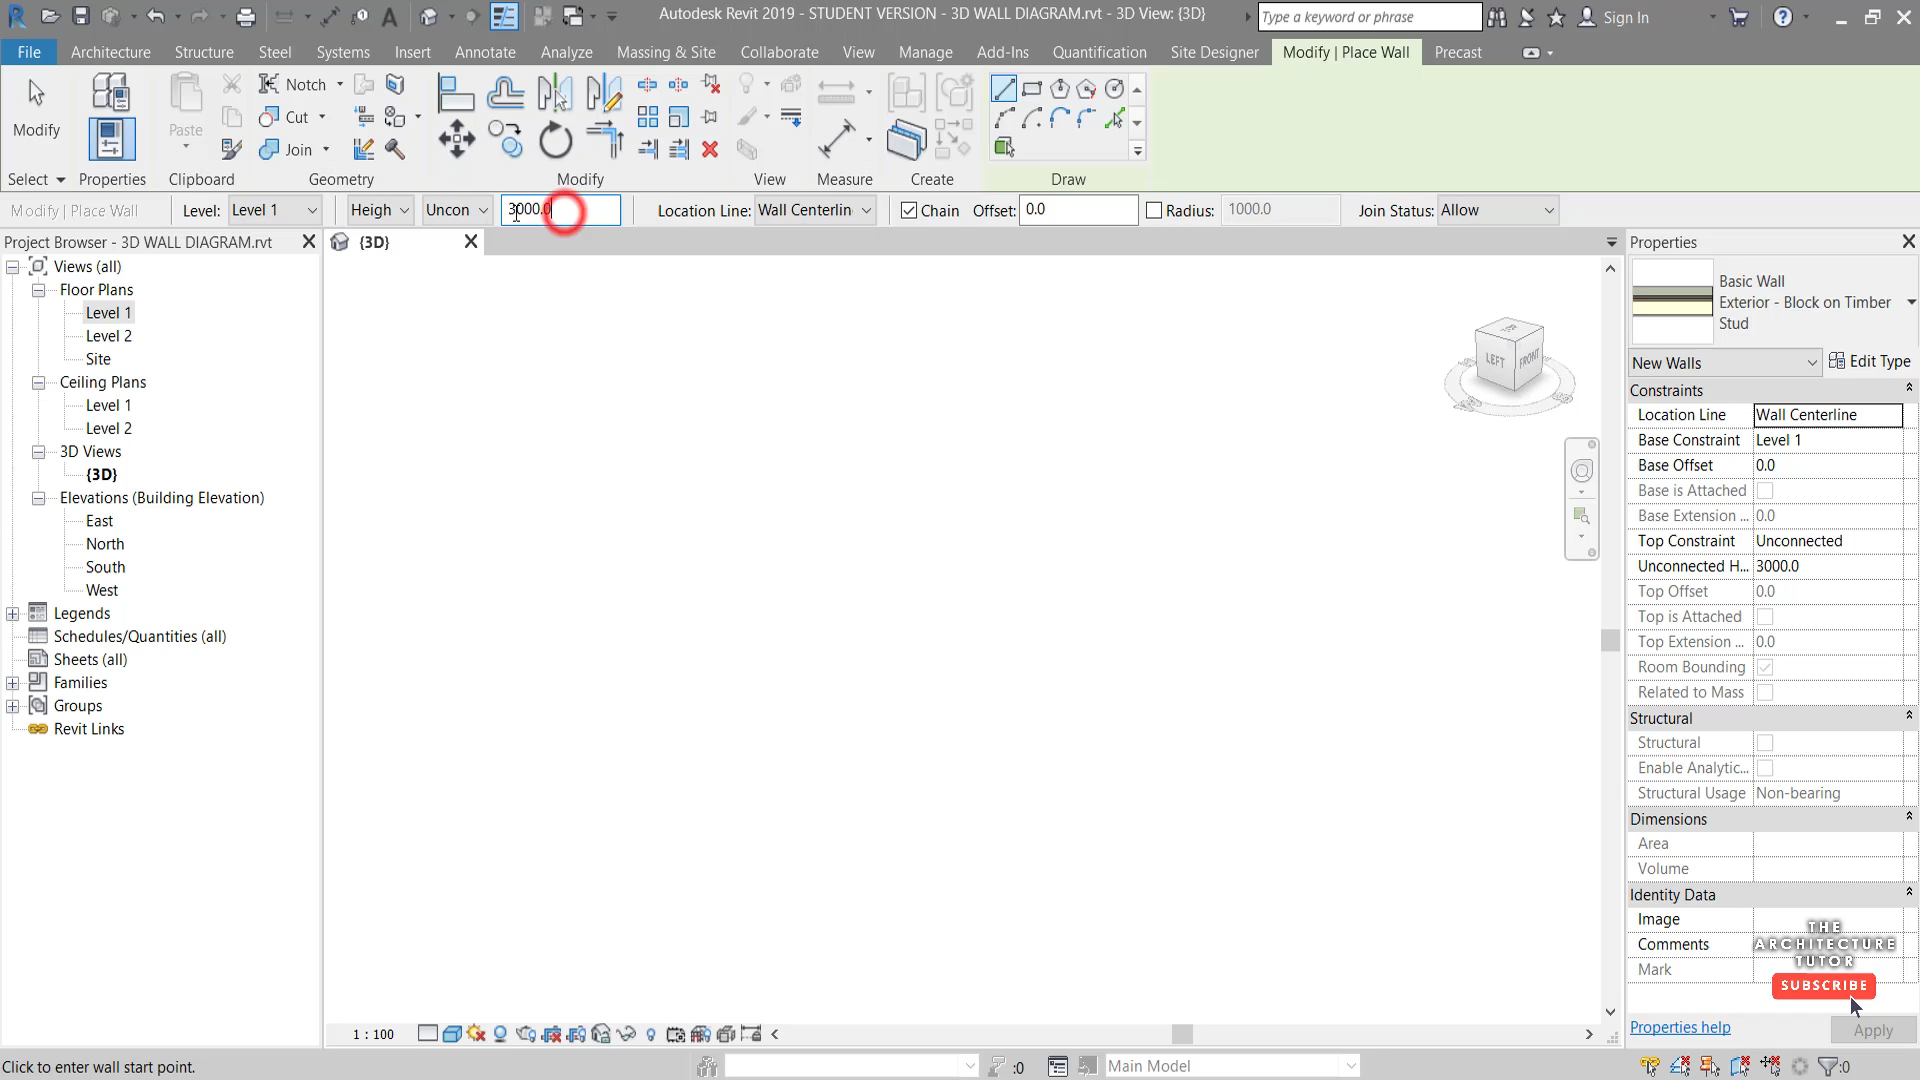 Autodesk Revit 2019 - STUDENT VERSION - 3D WALL DIAGRAM.rvt - 3D View: {3D}
Type a keyword or phrase
Sign In
File Architecture Structure Steel Systems Insert Annotate Analyze Massing & Site Collaborate View Manage Add-Ins Quantification Site Designer Modify | Place Wall Precast
Modify
Paste
Notch
Cut
Join
Select Properties Clipboard Geometry Modify View Measure Create Draw
Modify | Place Wall Level: Level 1 Heigh Uncon 3000.0 Location Line: Wall Centerlin Chain Offset: 0.0 Radius: 1000.0 Join Status: Allow
Project Browser - 3D WALL DIAGRAM.rvt
Views (all)
Floor Plans
Level 1
Level 2
Site
Ceiling Plans
Level 1
Level 2
3D Views
{3D}
Elevations (Building Elevation)
East
North
South
West
Legends
Schedules/Quantities (all)
Sheets (all)
Families
Groups
Revit Links
{3D}
LEFT
FRONT
1 : 100
Properties
Basic Wall
Exterior - Block on Timber
Stud
New Walls Edit Type
Constraints
Location Line Wall Centerline
Base Constraint Level 1
Base Offset 0.0
Base is Attached
Base Extension ... 0.0
Top Constraint Unconnected
Unconnected H... 3000.0
Top Offset 0.0
Top is Attached
Top Extension ... 0.0
Room Bounding
Related to Mass
Structural
Structural
Enable Analytic...
Structural Usage Non-bearing
Dimensions
Area
Volume
Identity Data
Image
Comments
Mark
THE
ARCHITECTURE
TUTOR
SUBSCRIBE
Properties help
Apply
Click to enter wall start point.
:0
Main Model
:0